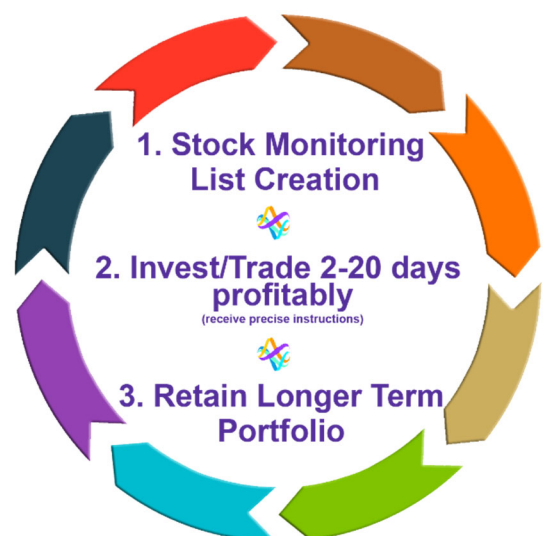 1. Stock Monitoring
List Creation
2. Invest/Trade 2-20 days
profitably
(receive precise instructions)
3. Retain Longer Term
Portfolio